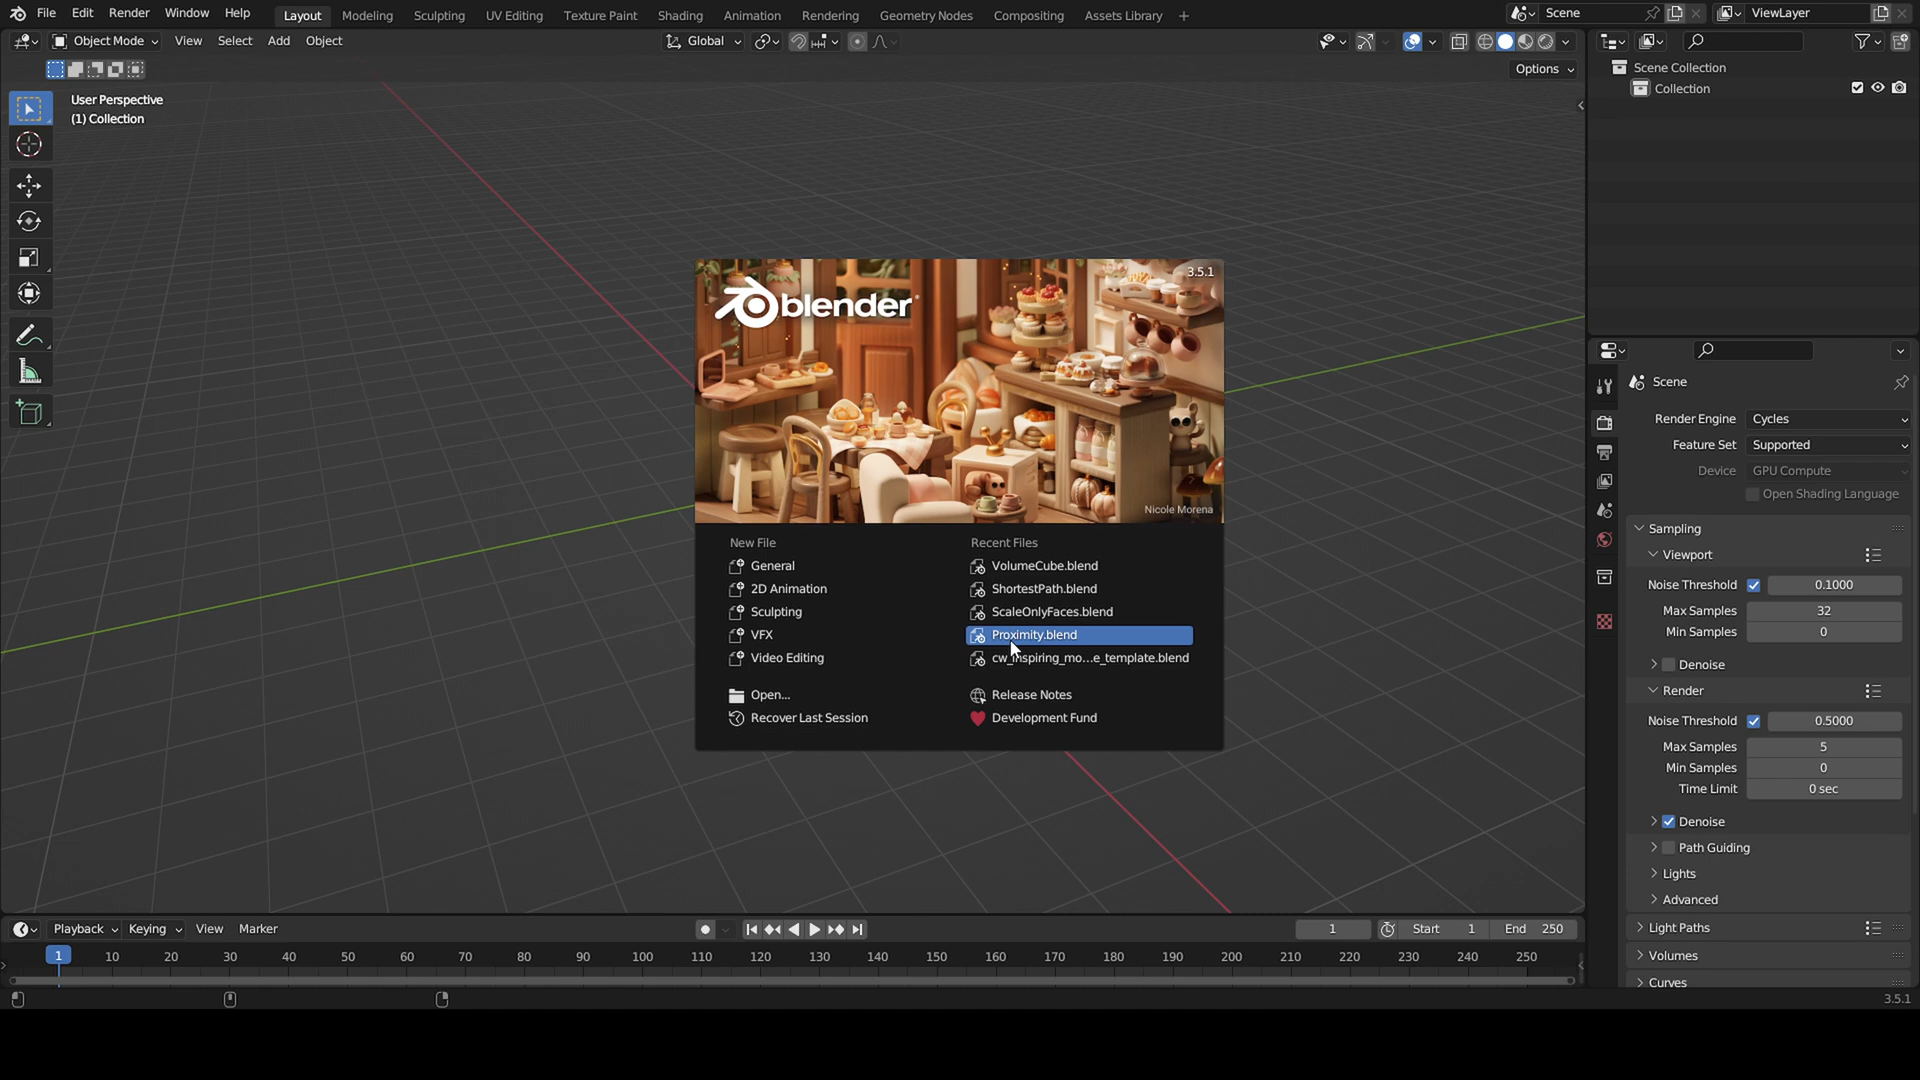 File Edit Render Window Help Layout Modeling Sculpting UV Editing Texture Paint Shading Animation Rendering Geometry Nodes Compositing Assets Library + Scene ViewLayer
Object Mode View Select Add Object Global
Options
User Perspective
(1) Collection
Scene Collection
Collection
3.5.1
blender
Nicole Morena
New File
General
2D Animation
Sculpting
VFX
Video Editing
Open...
Recover Last Session
Recent Files
VolumeCube.blend
ShortestPath.blend
ScaleOnlyFaces.blend
Proximity.blend
cw_inspiring_mo...e_template.blend
Release Notes
Development Fund
Scene
Render Engine Cycles
Feature Set Supported
Device GPU Compute
Open Shading Language
Sampling
Viewport
Noise Threshold 0.1000
Max Samples 32
Min Samples 0
Denoise
Render
Noise Threshold 0.5000
Max Samples 5
Min Samples 0
Time Limit 0 sec
Denoise
Path Guiding
Lights
Advanced
Light Paths
Volumes
Curves
Playback Keying View Marker 1 Start 1 End 250
1 10 20 30 40 50 60 70 80 90 100 110 120 130 140 150 160 170 180 190 200 210 220 230 240 250
3.5.1